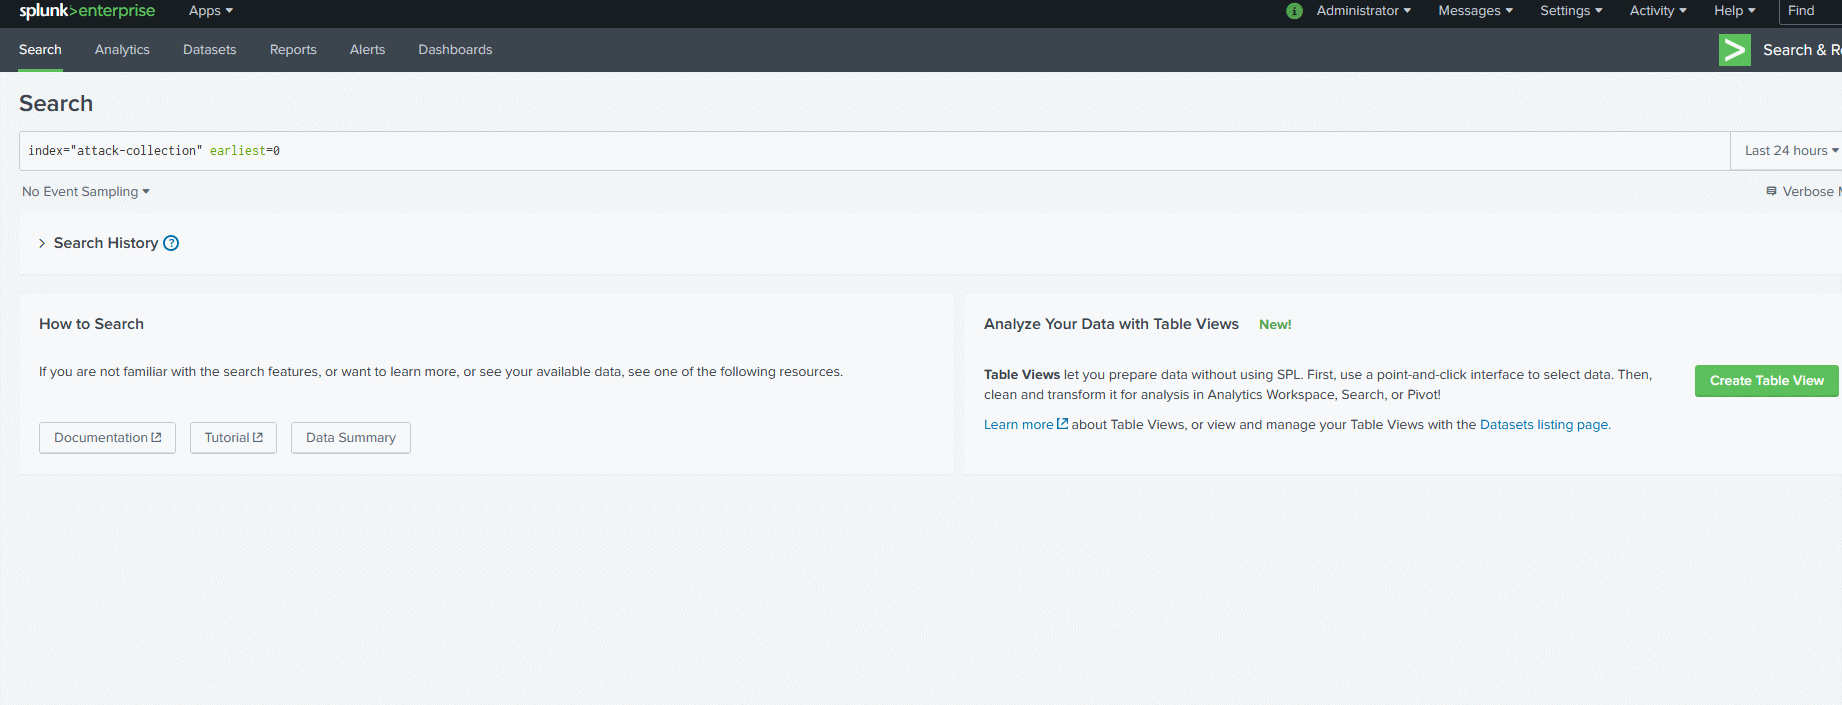 splunk>enterprise Apps Administrator Messages Settings Activity Help Find
Search Analytics Datasets Reports Alerts Dashboards > Search & Re
Search
index="attack-collection" earliest=0 Last 24 hours
No Event Sampling Verbose M
> Search History ?
How to Search
If you are not familiar with the search features, or want to learn more, or see your available data, see one of the following resources.
Documentation Tutorial Data Summary
Analyze Your Data with Table Views New!
Table Views let you prepare data without using SPL. First, use a point-and-click interface to select data. Then,
clean and transform it for analysis in Analytics Workspace, Search, or Pivot!
Learn more about Table Views, or view and manage your Table Views with the Datasets listing page.
Create Table View